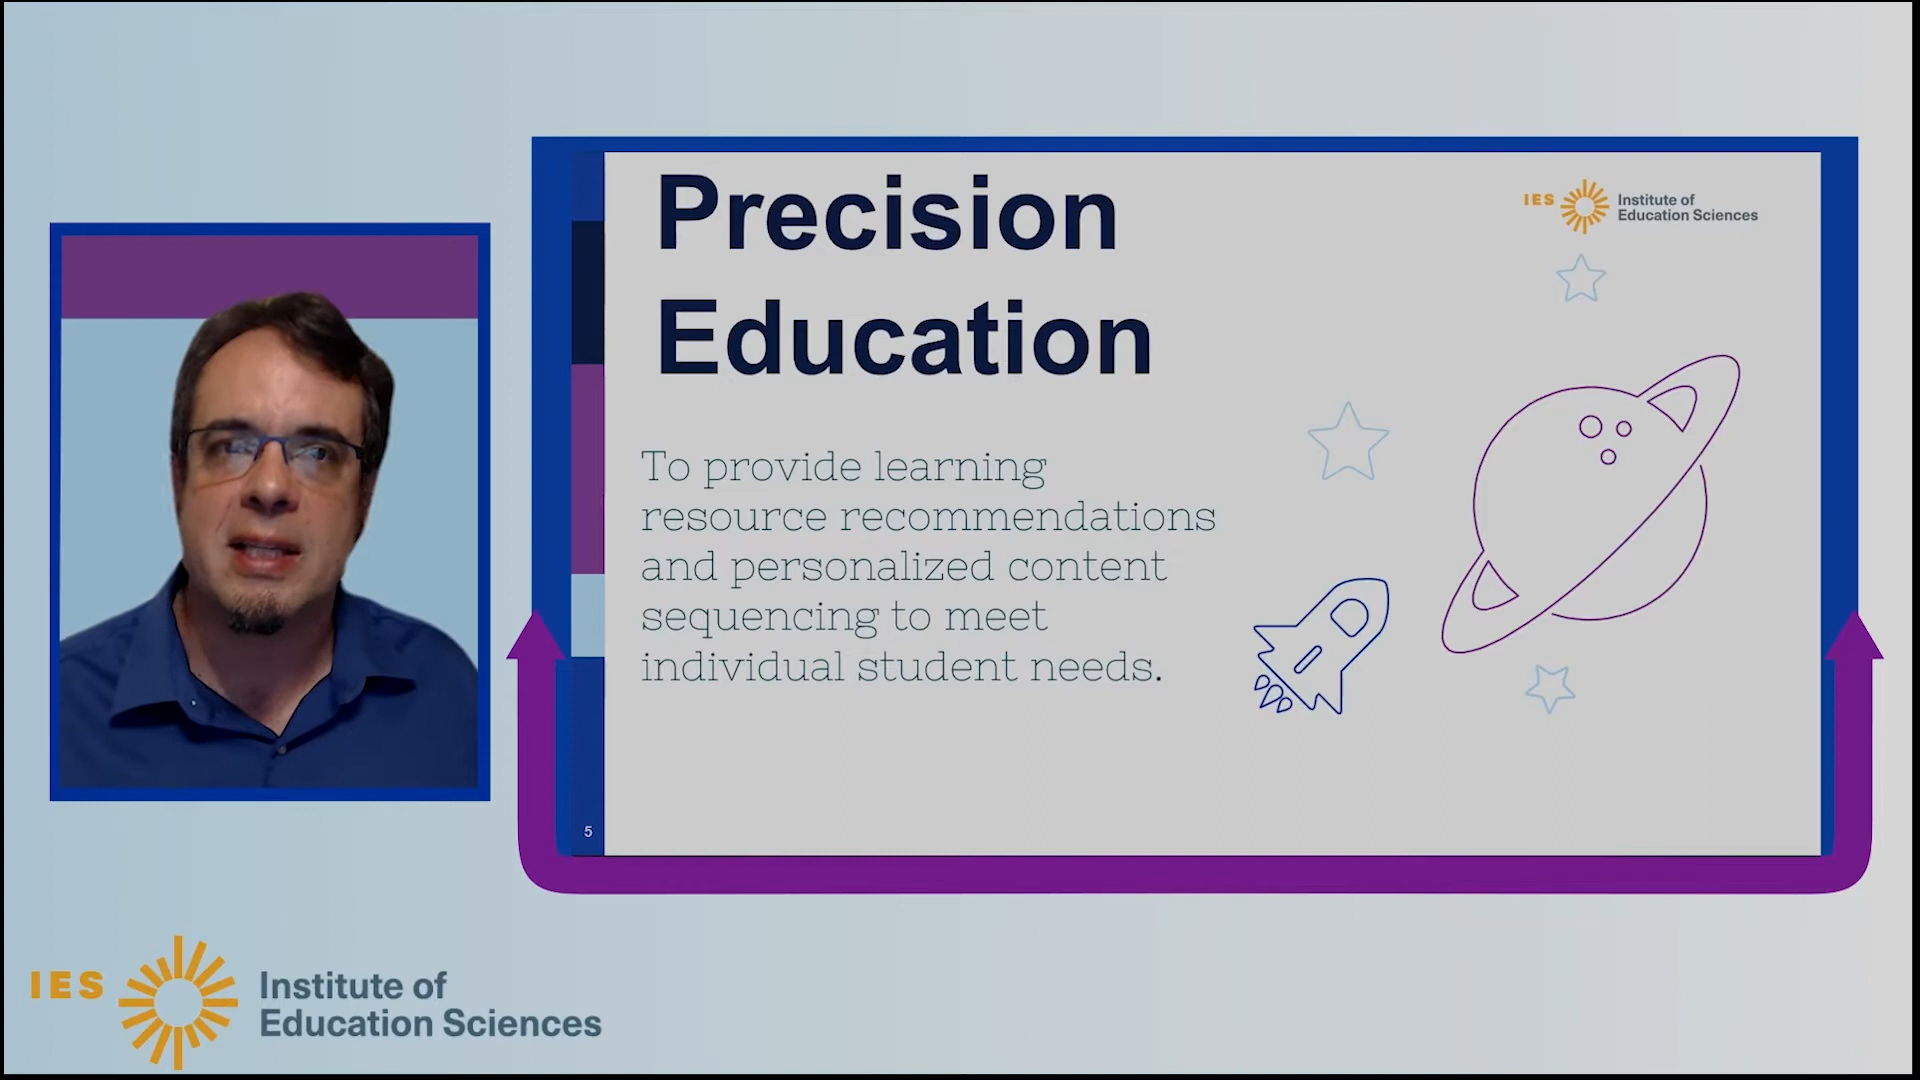 Precision
Education
IES
Institute of
Education Sciences
To provide learning
resource recommendations
and personalized content
sequencing to meet
individual student needs.
5
IES
Institute of
Education Sciences